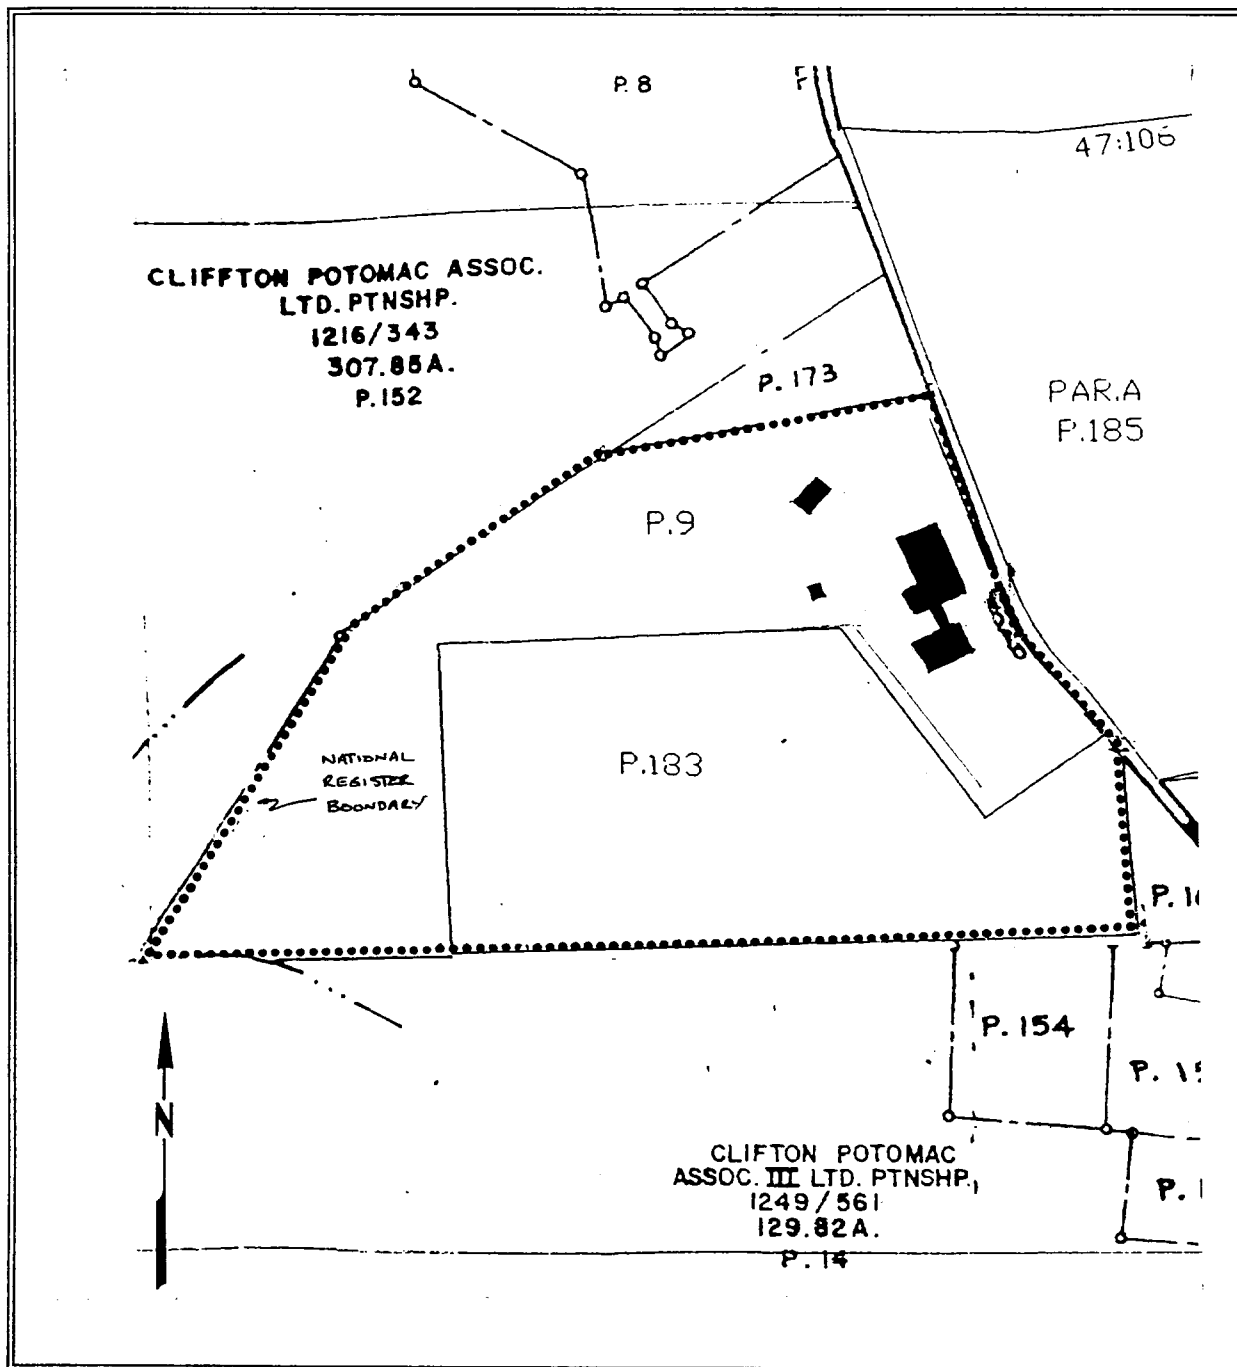 P. 8
47:106
CLIFFTON POTOMAC ASSOC.
LTD. PTNSHP.
1216/343
307.85A.
P.152
P. 173
PAR.A
P.185
P.9
P.183
NATIONAL
REGISTER
BOONDARY
P. 154
N
CLIFTON POTOMAC
ASSOC. III LTD. PTNSHP.
1249/561
129.82A.
P. 14